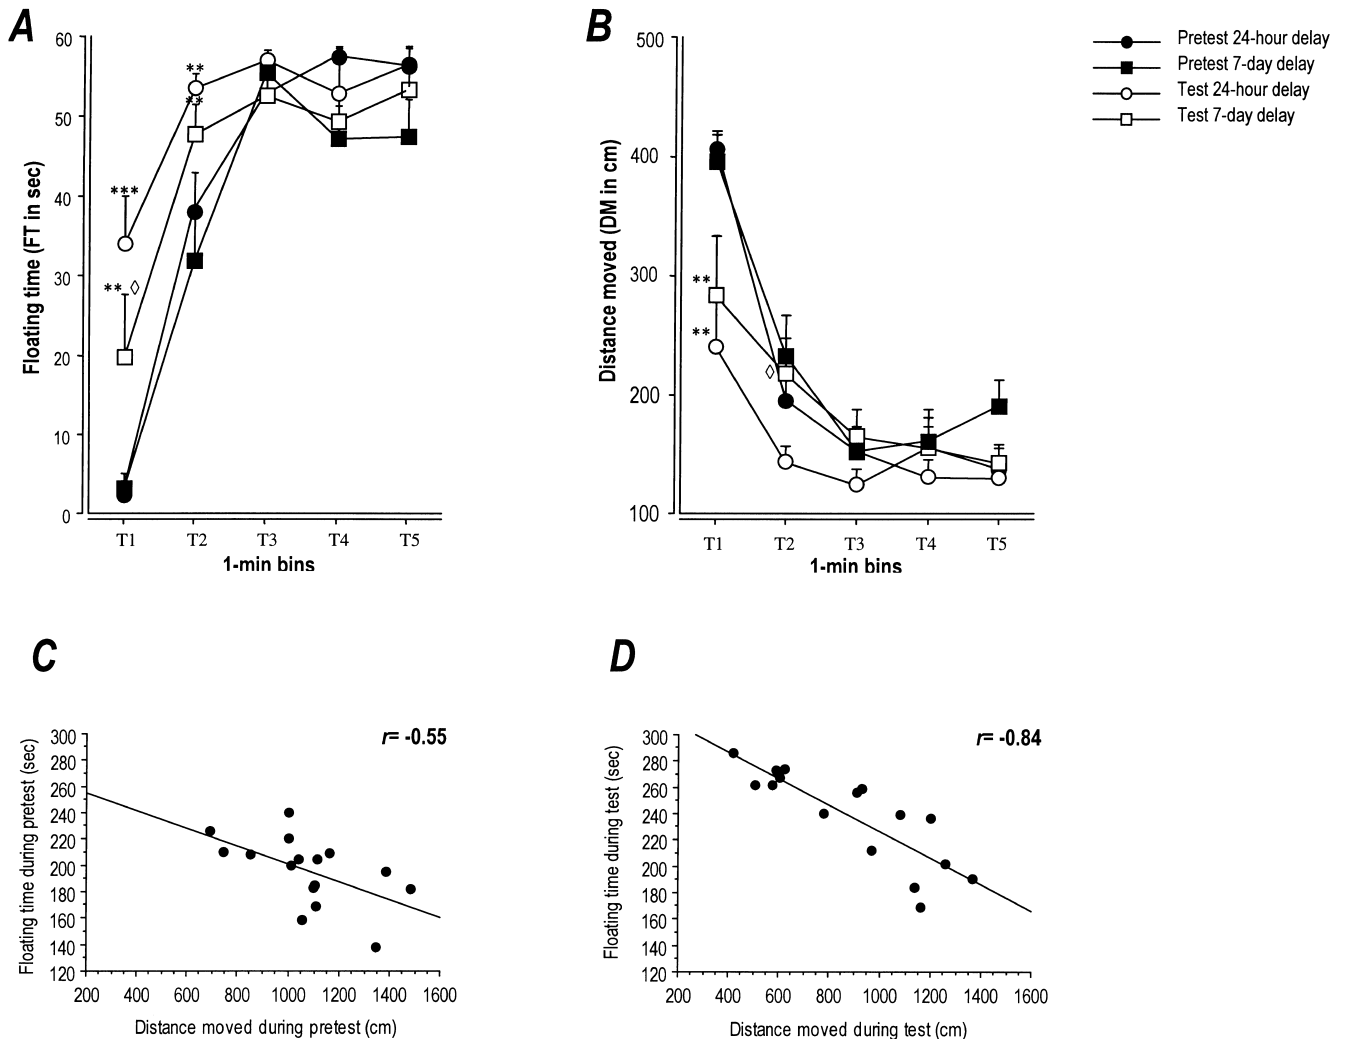 A
B
Pretest 24-hour delay
Pretest 7-day delay
Test 24-hour delay
Test 7-day delay
Floating time (FT in sec)
60
50
40
30
20
10
0
***
**
**
**
◊
T1 T2 T3 T4 T5
1-min bins
Distance moved (DM in cm)
500
400
300
200
100
**
**
◊
T1 T2 T3 T4 T5
1-min bins
C
D
r= -0.55
Floating time during pretest (sec)
300
280
260
240
220
200
180
160
140
120
200 400 600 800 1000 1200 1400 1600
Distance moved during pretest (cm)
r= -0.84
Floating time during test (sec)
300
280
260
240
220
200
180
160
140
120
200 400 600 800 1000 1200 1400 1600
Distance moved during test (cm)